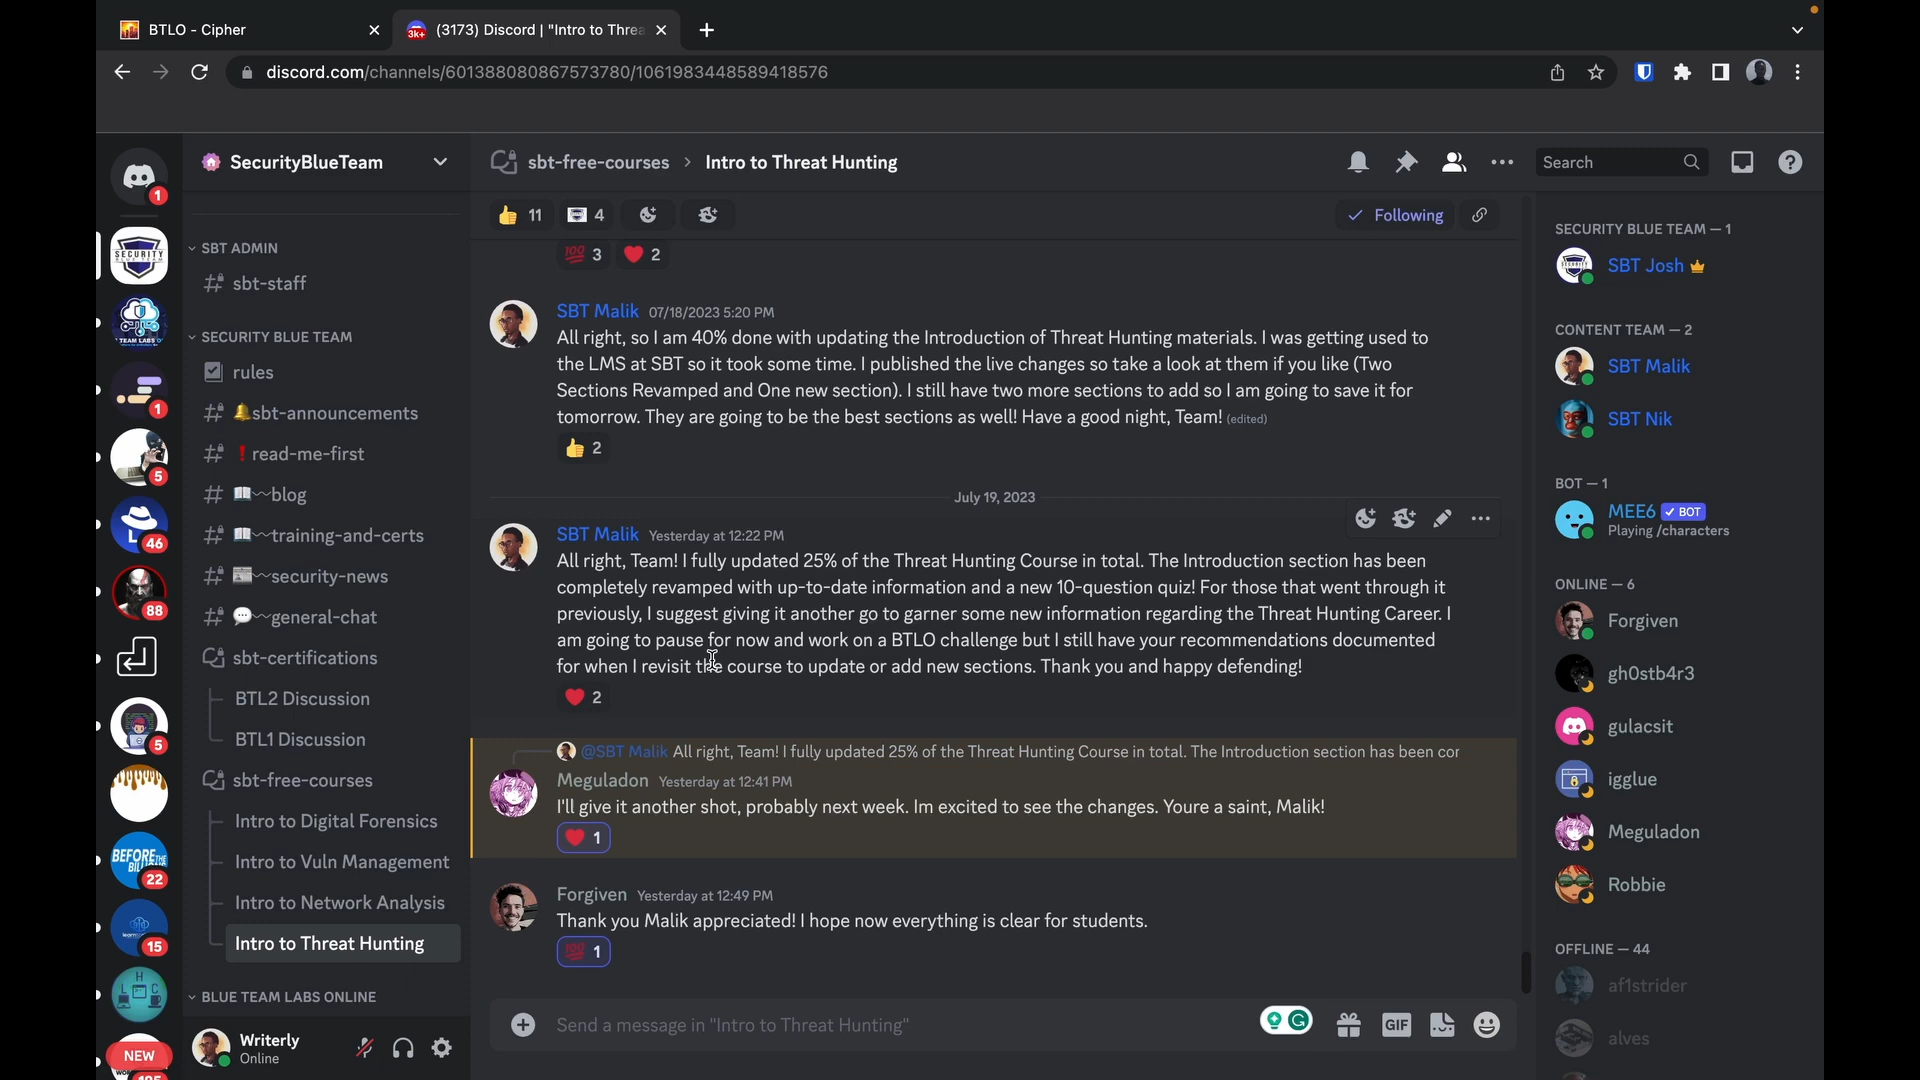 BTLO - Cipher
(3173) Discord | "Intro to Threa
discord.com/channels/601388080867573780/1061983448589418576
SecurityBlueTeam
sbt-free-courses > Intro to Threat Hunting
Search
11
4
Following
SBT ADMIN
sbt-staff
SECURITY BLUE TEAM
rules
sbt-announcements
read-me-first
blog
training-and-certs
security-news
general-chat
sbt-certifications
BTL2 Discussion
BTL1 Discussion
sbt-free-courses
Intro to Digital Forensics
Intro to Vuln Management
Intro to Network Analysis
Intro to Threat Hunting
BLUE TEAM LABS ONLINE
Writerly
Online
1
SECURITY
1
5
46
88
5
BEFORE THE
22
15
NEW
3
2
SBT Malik 07/18/2023 5:20 PM
All right, so I am 40% done with updating the Introduction of Threat Hunting materials. I was getting used to
the LMS at SBT so it took some time. I published the live changes so take a look at them if you like (Two
Sections Revamped and One new section). I still have two more sections to add so I am going to save it for
tomorrow. They are going to be the best sections as well! Have a good night, Team! (edited)
2
July 19, 2023
SBT Malik Yesterday at 12:22 PM
All right, Team! I fully updated 25% of the Threat Hunting Course in total. The Introduction section has been
completely revamped with up-to-date information and a new 10-question quiz! For those that went through it
previously, I suggest giving it another go to garner some new information regarding the Threat Hunting Career. I
am going to pause for now and work on a BTLO challenge but I still have your recommendations documented
for when I revisit the course to update or add new sections. Thank you and happy defending!
2
@SBT Malik All right, Team! I fully updated 25% of the Threat Hunting Course in total. The Introduction section has been cor
Meguladon Yesterday at 12:41 PM
I'll give it another shot, probably next week. Im excited to see the changes. Youre a saint, Malik!
1
Forgiven Yesterday at 12:49 PM
Thank you Malik appreciated! I hope now everything is clear for students.
1
Send a message in "Intro to Threat Hunting"
GIF
SECURITY BLUE TEAM — 1
SBT Josh
CONTENT TEAM — 2
SBT Malik
SBT Nik
BOT — 1
MEE6 ✓ BOT
Playing /characters
ONLINE — 6
Forgiven
gh0stb4r3
gulacsit
igglue
Meguladon
Robbie
OFFLINE — 44
af1strider
alves